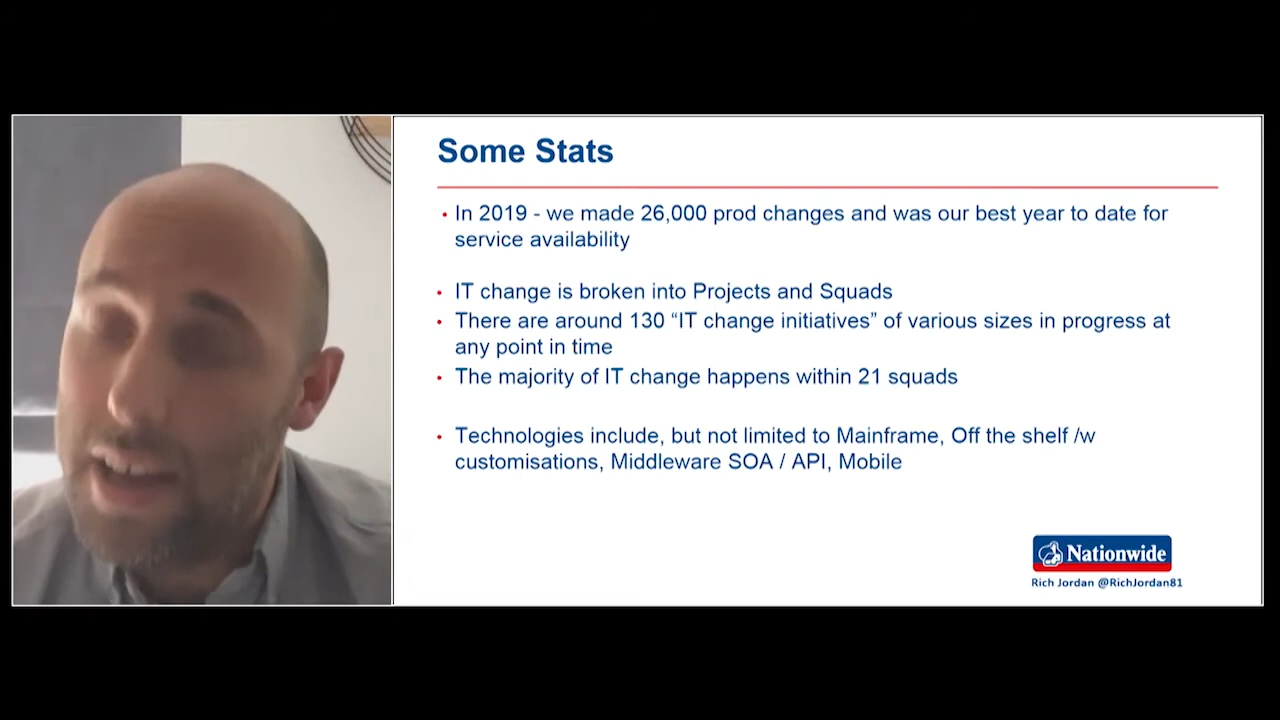 Some Stats
• In 2019 - we made 26,000 prod changes and was our best year to date for
service availability
• IT change is broken into Projects and Squads
• There are around 130 “IT change initiatives” of various sizes in progress at
any point in time
• The majority of IT change happens within 21 squads
• Technologies include, but not limited to Mainframe, Off the shelf /w
customisations, Middleware SOA / API, Mobile
Nationwide
Rich Jordan @RichJordan81